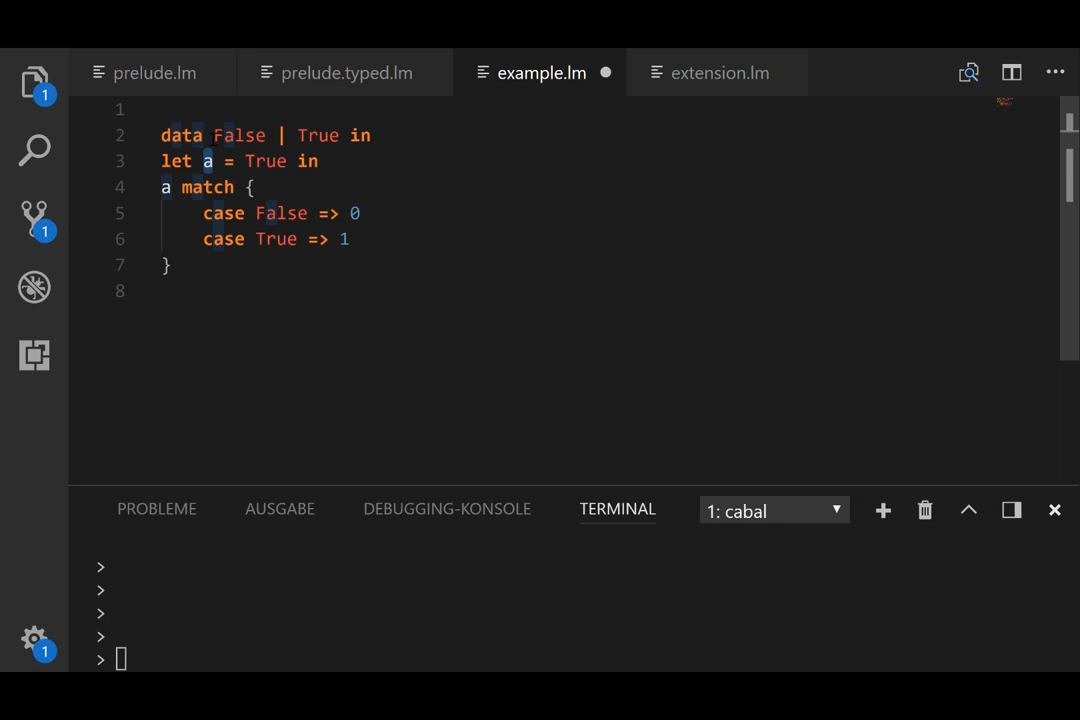 prelude.lm prelude.typed.lm example.lm extension.lm
1
1
2 data False | True in
3 let a = True in
4 a match {
5 case False => 0
6 case True => 1
7 }
8
1
PROBLEME AUSGABE DEBUGGING-KONSOLE TERMINAL 1: cabal
>
>
>
>
>
1